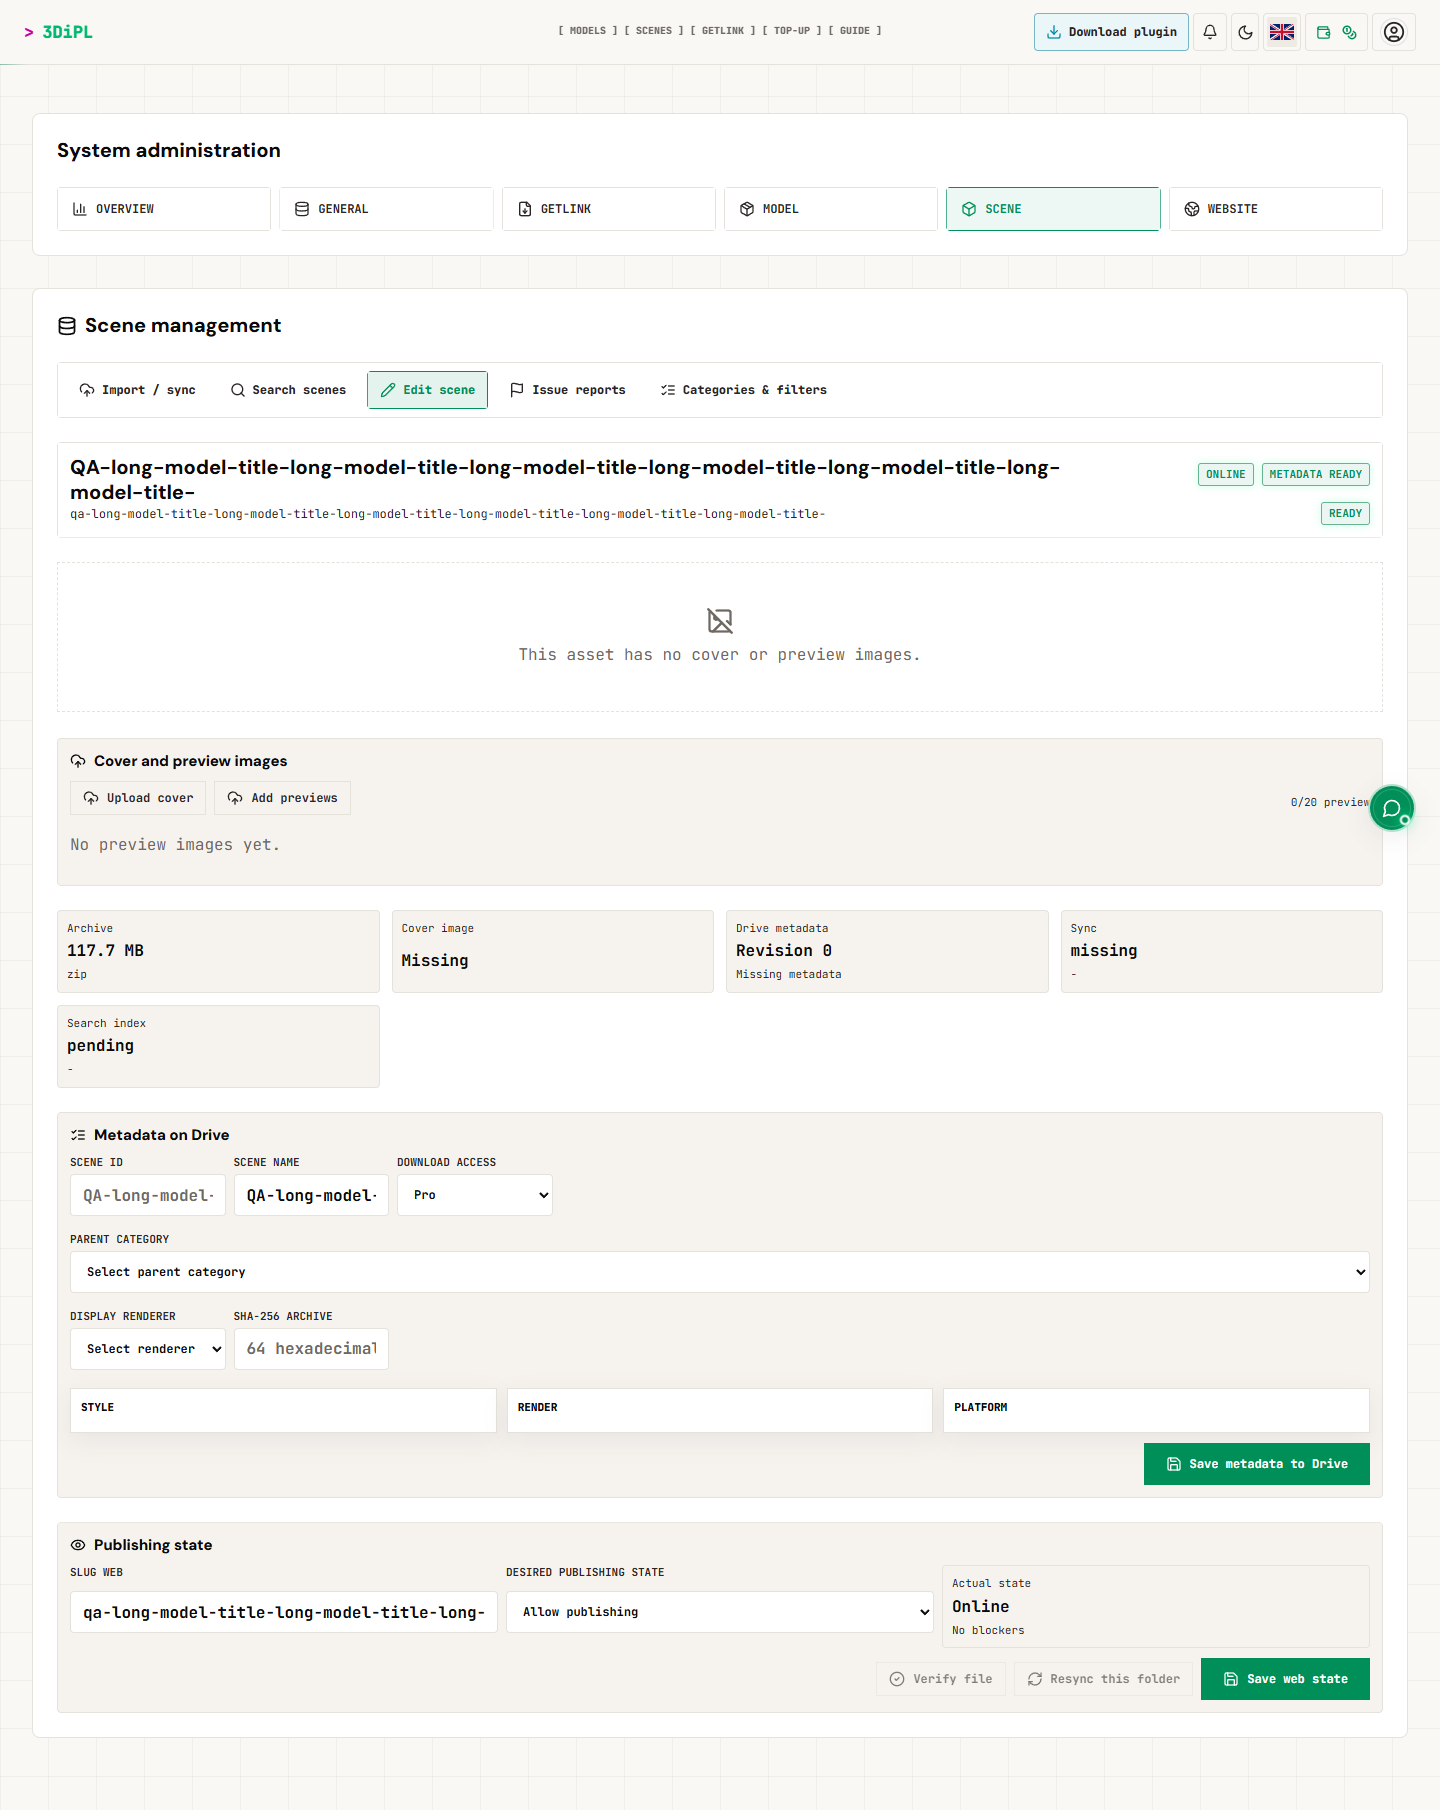 > 3DiPL
[ MODELS ] [ SCENES ] [ GETLINK ] [ TOP-UP ] [ GUIDE ]
Download plugin
System administration
OVERVIEW
GENERAL
GETLINK
MODEL
SCENE
WEBSITE
Scene management
Import / sync
Search scenes
Edit scene
Issue reports
Categories & filters
QA-long-model-title-long-model-title-long-model-title-long-model-title-long-model-title-long-
model-title-
qa-long-model-title-long-model-title-long-model-title-long-model-title-long-model-title-long-model-title-
ONLINE
METADATA READY
READY
This asset has no cover or preview images.
Cover and preview images
Upload cover
Add previews
0/20 preview
No preview images yet.
Archive
117.7 MB
zip
Cover image
Missing
Drive metadata
Revision 0
Missing metadata
Sync
missing
-
Search index
pending
-
Metadata on Drive
SCENE ID
SCENE NAME
DOWNLOAD ACCESS
QA-long-model-
QA-long-model-
Pro
PARENT CATEGORY
Select parent category
DISPLAY RENDERER
SHA-256 ARCHIVE
Select renderer
64 hexadecimal
STYLE
RENDER
PLATFORM
Save metadata to Drive
Publishing state
SLUG WEB
DESIRED PUBLISHING STATE
qa-long-model-title-long-model-title-long-
Allow publishing
Actual state
Online
No blockers
Verify file
Resync this folder
Save web state